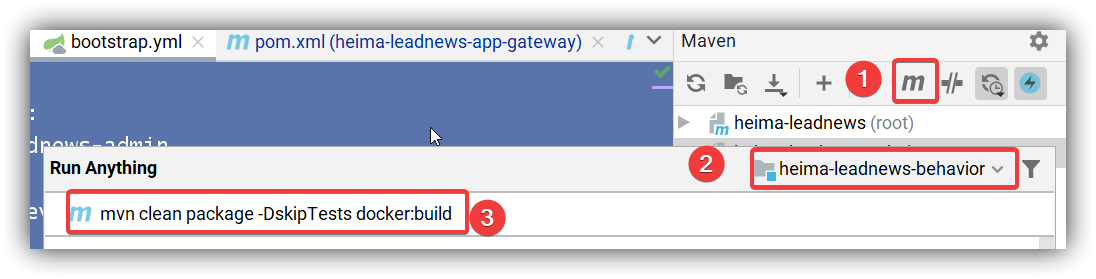 bootstrap.yml
pom.xml (heima-leadnews-app-gateway)
Maven
1
m
:
heima-leadnews (root)
dnews-admin
2
Run Anything
heima-leadnews-behavior
ev
mvn clean package -DskipTests docker:build
3